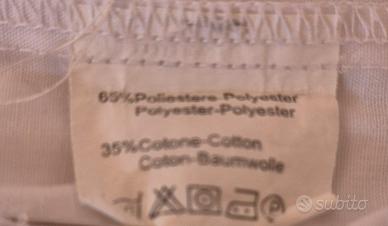 65%Poliestere-Polyester
Polyester-Polyester
35%Cotone-Cotton
Coton-Baumwolle
subito